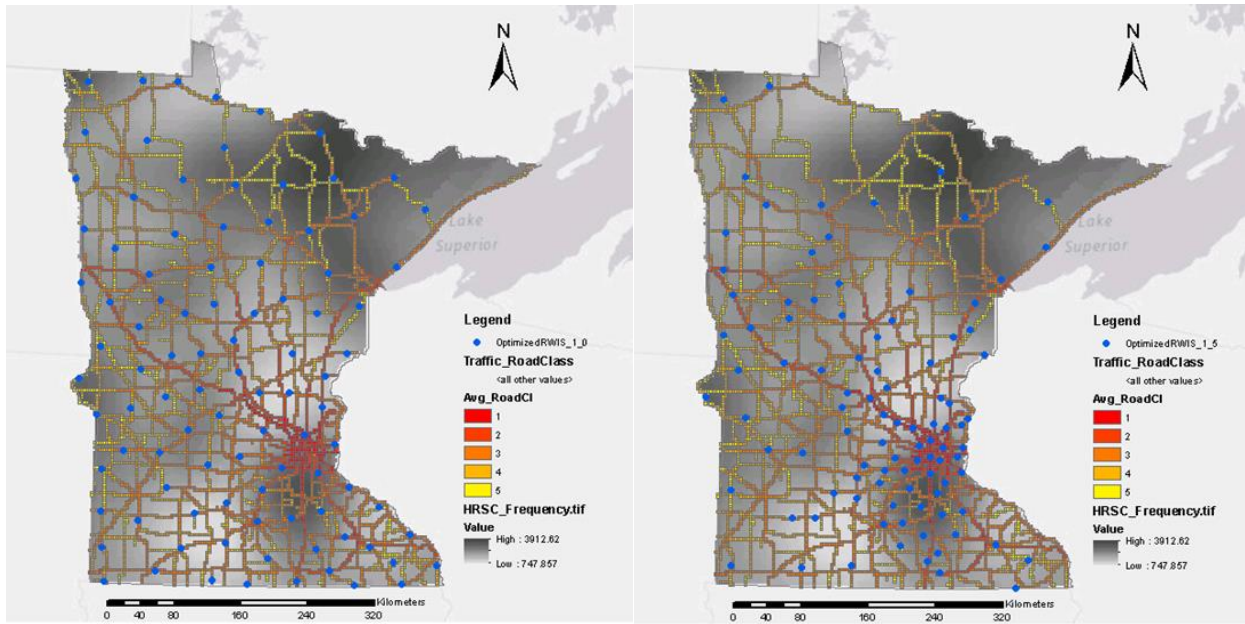 N
Lake
Superior
Legend
OptimizedRWIS_1_0
Traffic_RoadClass
<all other values>
Avg_RoadCl
1
2
3
4
5
HRSC_Frequency.tif
Value
High : 3912.62
Low : 747.857
Kilometers
0 40 80 160 240 320
N
Lake
Superior
Legend
OptimizedRWIS_1_5
Traffic_RoadClass
<all other values>
Avg_RoadCl
1
2
3
4
5
HRSC_Frequency.tif
Value
High : 3912.62
Low : 747.857
Kilometers
0 40 80 160 240 320